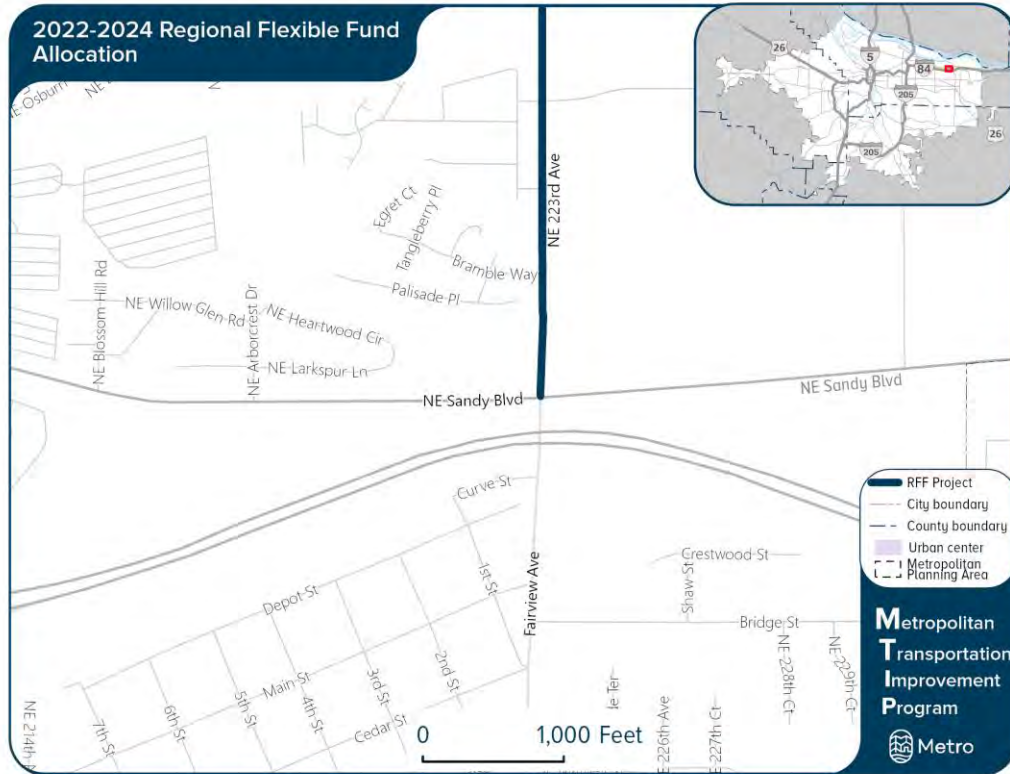 2022-2024 Regional Flexible Fund
Allocation
26
5
84
205
26
205
NE 223rd Ave
Egret Ct
Tangleberry Pl
Bramble Way
Palisade Pl
NE Blossom Hill Rd
NE Willow Glen Rd
NE Arborcrest Dr
NE Heartwood Cir
NE Larkspur Ln
NE Sandy Blvd
NE Sandy Blvd
Curve St
Depot St
1st St
Fairview Ave
Crestwood St
Shaw St
Bridge St
NE 228th Ct
NE 229th Ct
Main St
2nd St
3rd St
4th St
5th St
6th St
7th St
Cedar St
NE 214th
le Ter
NE 226th Ave
NE 227th Ct
0 1,000 Feet
RFF Project
City boundary
County boundary
Urban center
Metropolitan
Planning Area
Metropolitan
Transportation
Improvement
Program
Metro